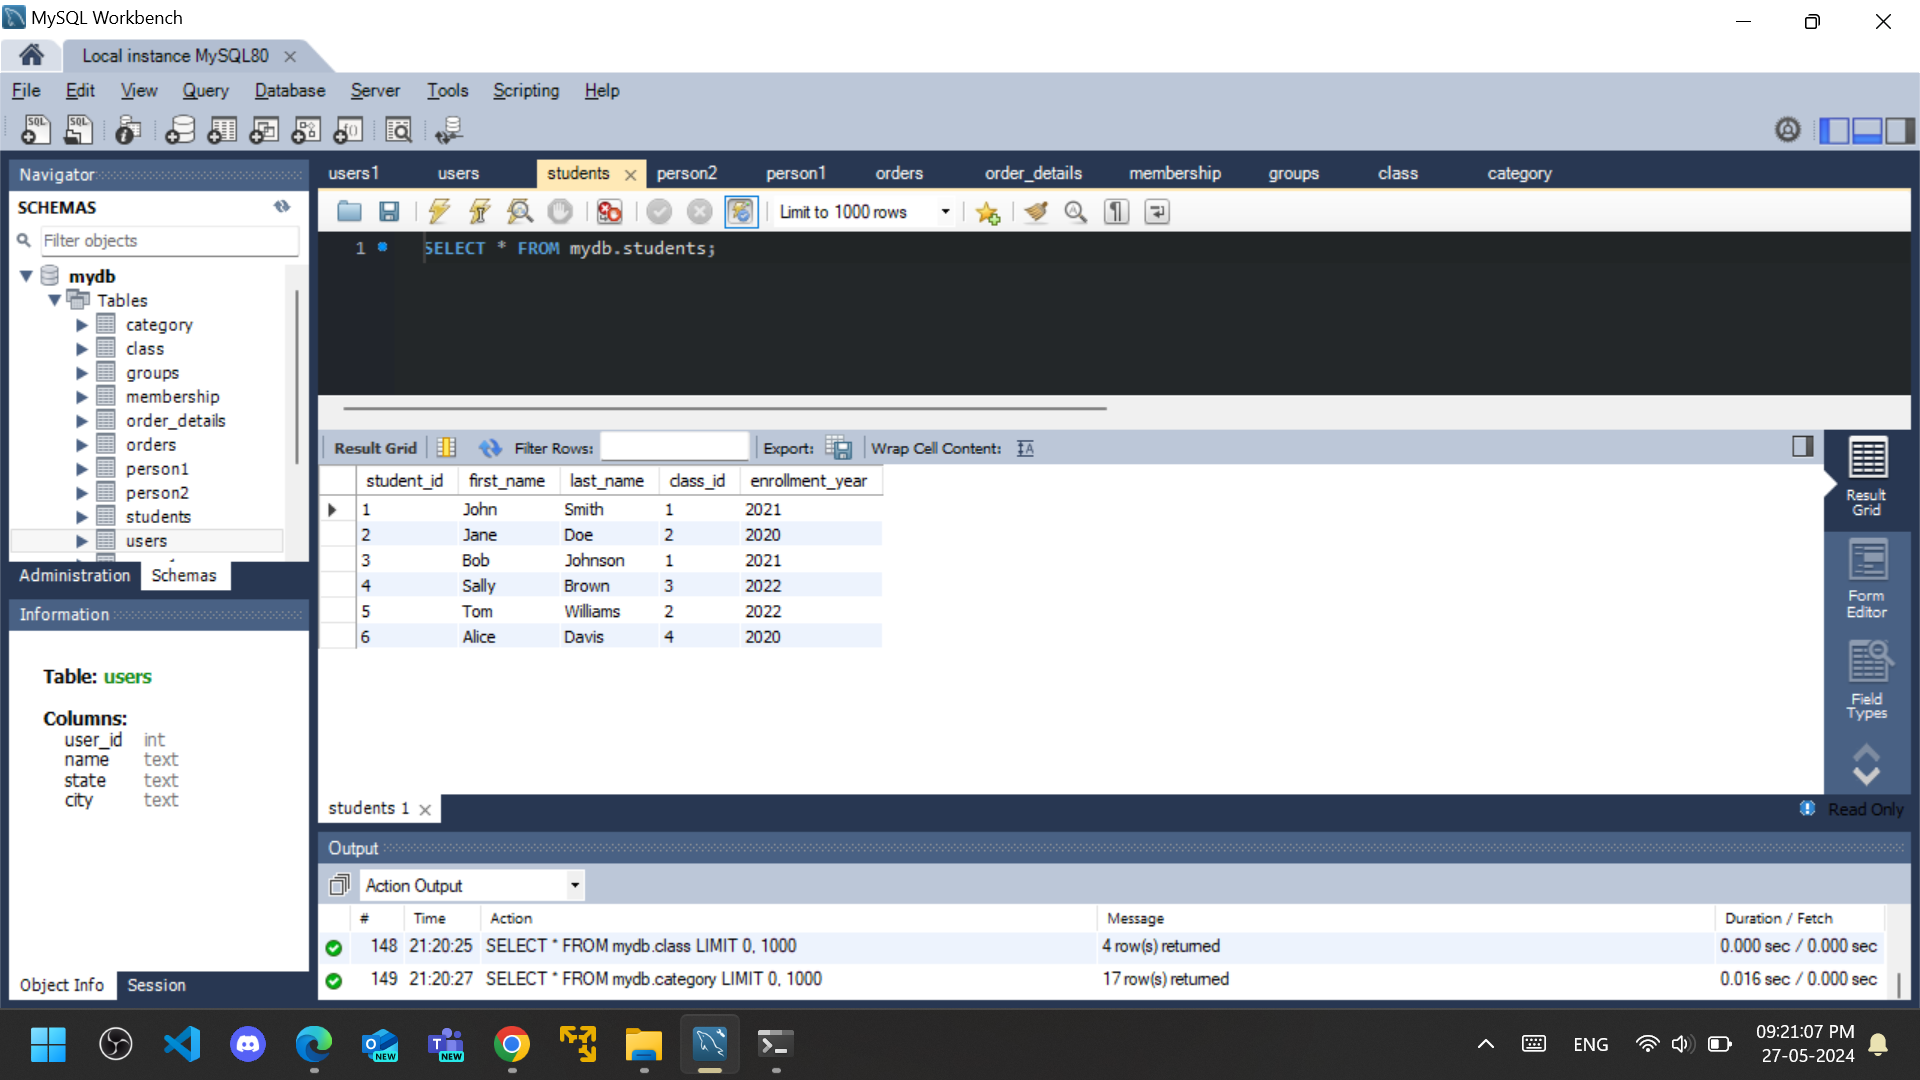 MySQL Workbench
Local instance MySQL80
File Edit View Query Database Server Tools Scripting Help
Navigator
SCHEMAS
Filter objects
mydb
Tables
category
class
groups
membership
order_details
orders
person1
person2
students
users
Administration Schemas
Information
Table: users
Columns:
user_id int
name text
state text
city text
Object Info Session
users1 users students person2 person1 orders order_details membership groups class category
Limit to 1000 rows
1 SELECT * FROM mydb.students;
Result Grid Filter Rows: Export: Wrap Cell Content:
student_id first_name last_name class_id enrollment_year
1 John Smith 1 2021
2 Jane Doe 2 2020
3 Bob Johnson 1 2021
4 Sally Brown 3 2022
5 Tom Williams 2 2022
6 Alice Davis 4 2020
Result
Grid
Form
Editor
Field
Types
students 1
Read Only
Output
Action Output
# Time Action Message Duration / Fetch
148 21:20:25 SELECT * FROM mydb.class LIMIT 0, 1000 4 row(s) returned 0.000 sec / 0.000 sec
149 21:20:27 SELECT * FROM mydb.category LIMIT 0, 1000 17 row(s) returned 0.016 sec / 0.000 sec
NEW
NEW
ENG
09:21:07 PM
27-05-2024